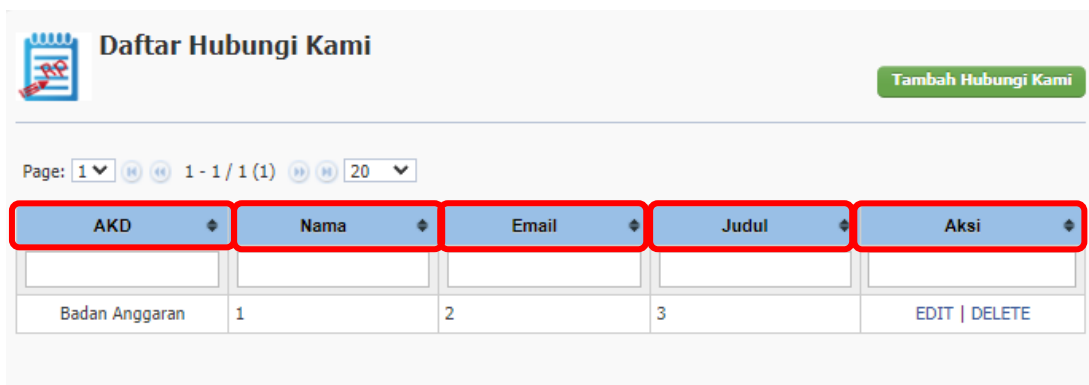 Daftar Hubungi Kami
Tambah Hubungi Kami
Page: 1 1 - 1 / 1 (1) 20
AKD Nama Email Judul Aksi
Badan Anggaran 1 2 3 EDIT | DELETE